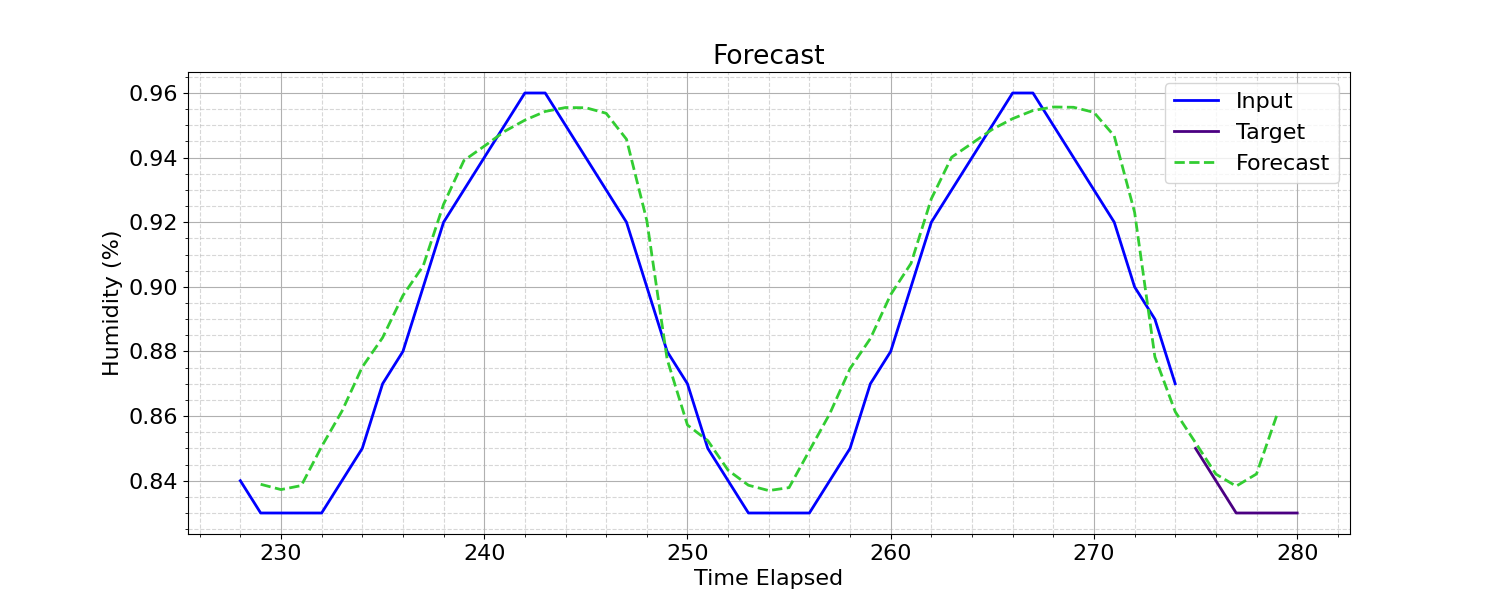 Forecast
Humidity (%)
0.96
0.94
0.92
0.90
0.88
0.86
0.84
Input
Target
Forecast
230 240 250 260 270 280
Time Elapsed